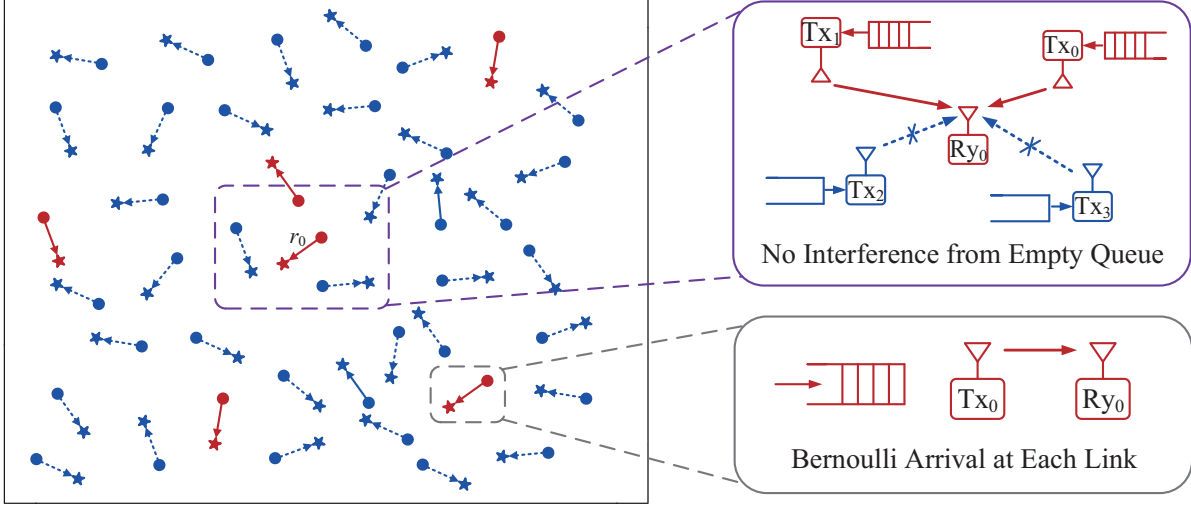 r₀
Tx₁
Tx₀
Ry₀
Tx₂
Tx₃
No Interference from Empty Queue
Tx₀
Ry₀
Bernoulli Arrival at Each Link